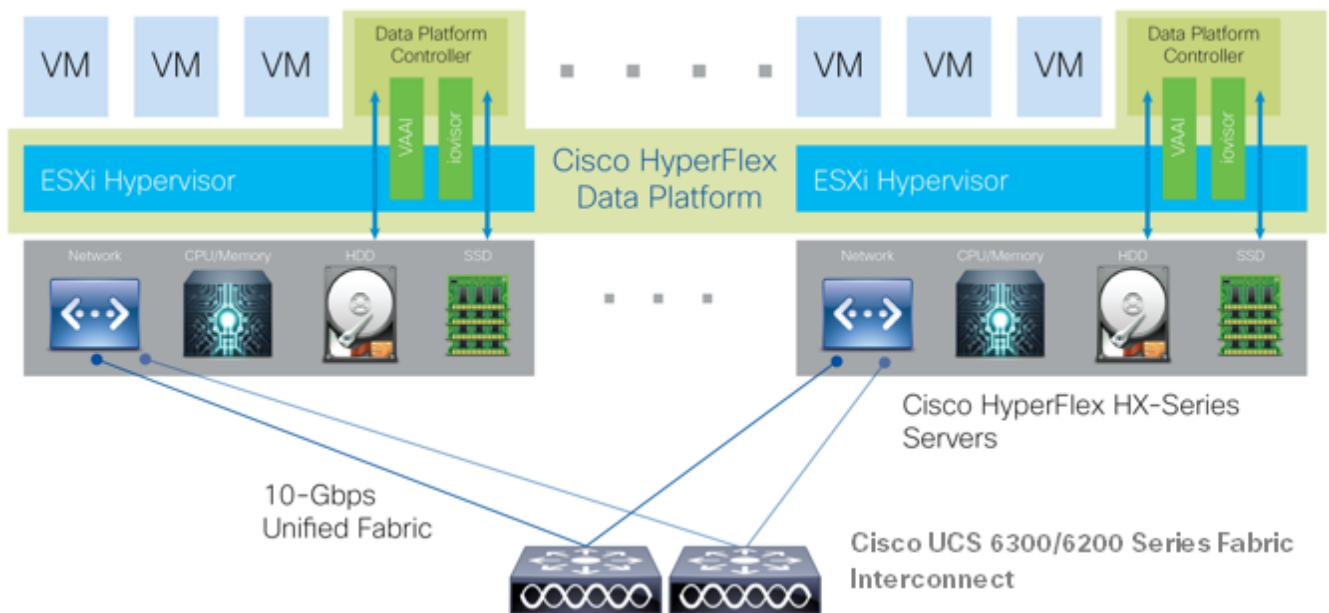 VM
VM
VM
Data Platform
Controller
VAAI
iovisor
VM
VM
VM
Data Platform
Controller
VAAI
iovisor
ESXi Hypervisor
Cisco HyperFlex
Data Platform
ESXi Hypervisor
Network
CPU/Memory
HDD
SSD
Network
CPU/Memory
HDD
SSD
Cisco HyperFlex HX-Series
Servers
10-Gbps
Unified Fabric
Cisco UCS 6300/6200 Series Fabric
Interconnect